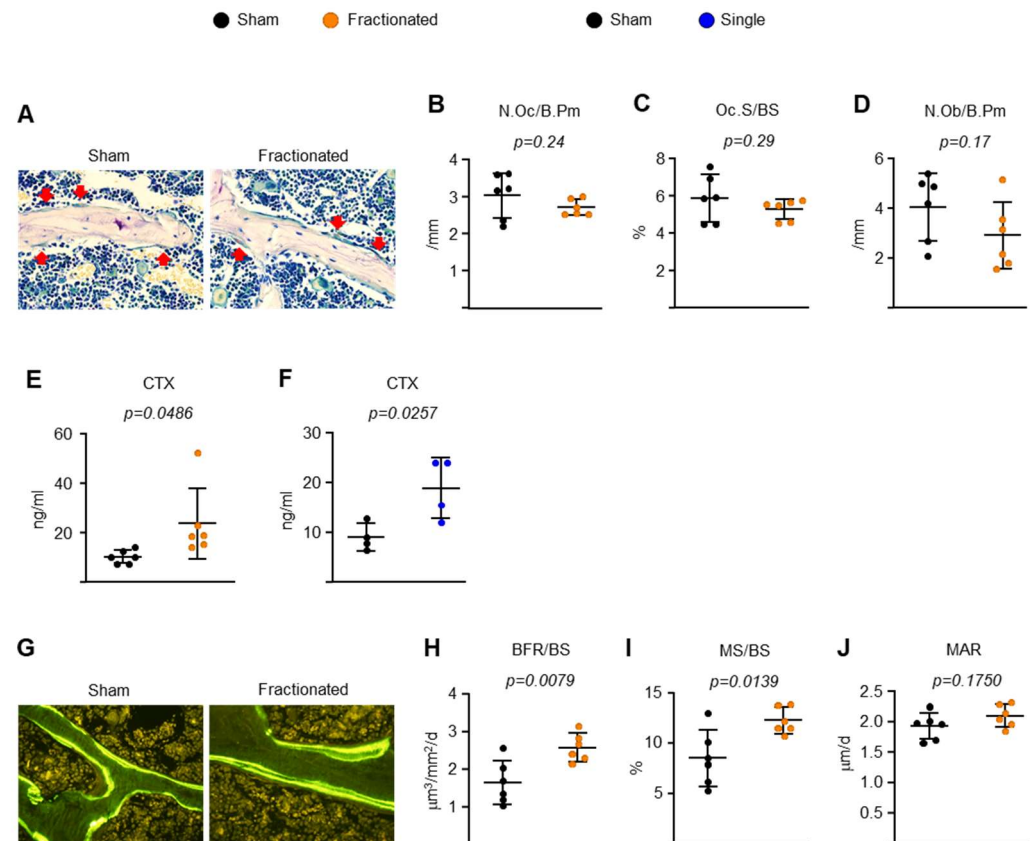 Sham Fractionated Sham Single
A
Sham Fractionated
B
N.Oc/B.Pm
p=0.24
4
3
2
1
/mm
C
Oc.S/BS
p=0.29
8
6
4
2
%
D
N.Ob/B.Pm
p=0.17
6
4
2
/mm
E
CTX
p=0.0486
60
40
20
ng/ml
F
CTX
p=0.0257
30
20
10
ng/ml
G
Sham Fractionated
H
BFR/BS
p=0.0079
4
3
2
1
μm³/mm²/d
I
MS/BS
p=0.0139
15
10
5
%
J
MAR
p=0.1750
2.5
2.0
1.5
1.0
0.5
μm/d